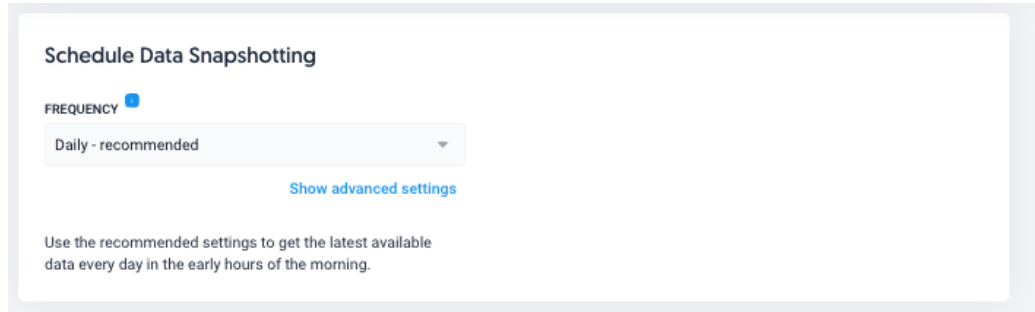 Schedule Data Snapshotting
FREQUENCY i
Daily - recommended
Show advanced settings
Use the recommended settings to get the latest available
data every day in the early hours of the morning.